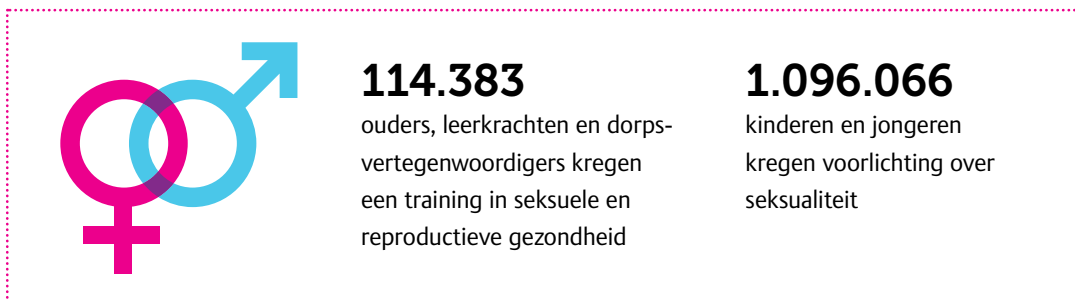 114.383
ouders, leerkrachten en dorps-
vertegenwoordigers kregen
een training in seksuele en
reproductieve gezondheid
1.096.066
kinderen en jongeren
kregen voorlichting over
seksualiteit